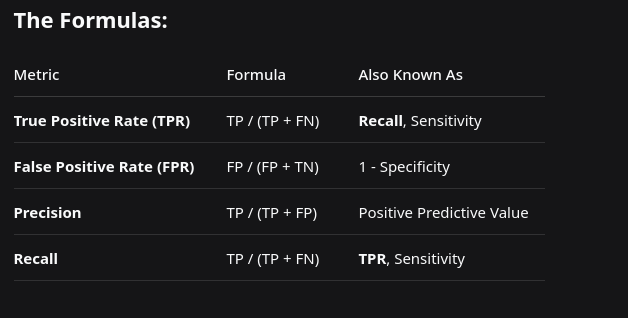 The Formulas:
Metric Formula Also Known As
True Positive Rate (TPR) TP / (TP + FN) Recall, Sensitivity
False Positive Rate (FPR) FP / (FP + TN) 1 - Specificity
Precision TP / (TP + FP) Positive Predictive Value
Recall TP / (TP + FN) TPR, Sensitivity